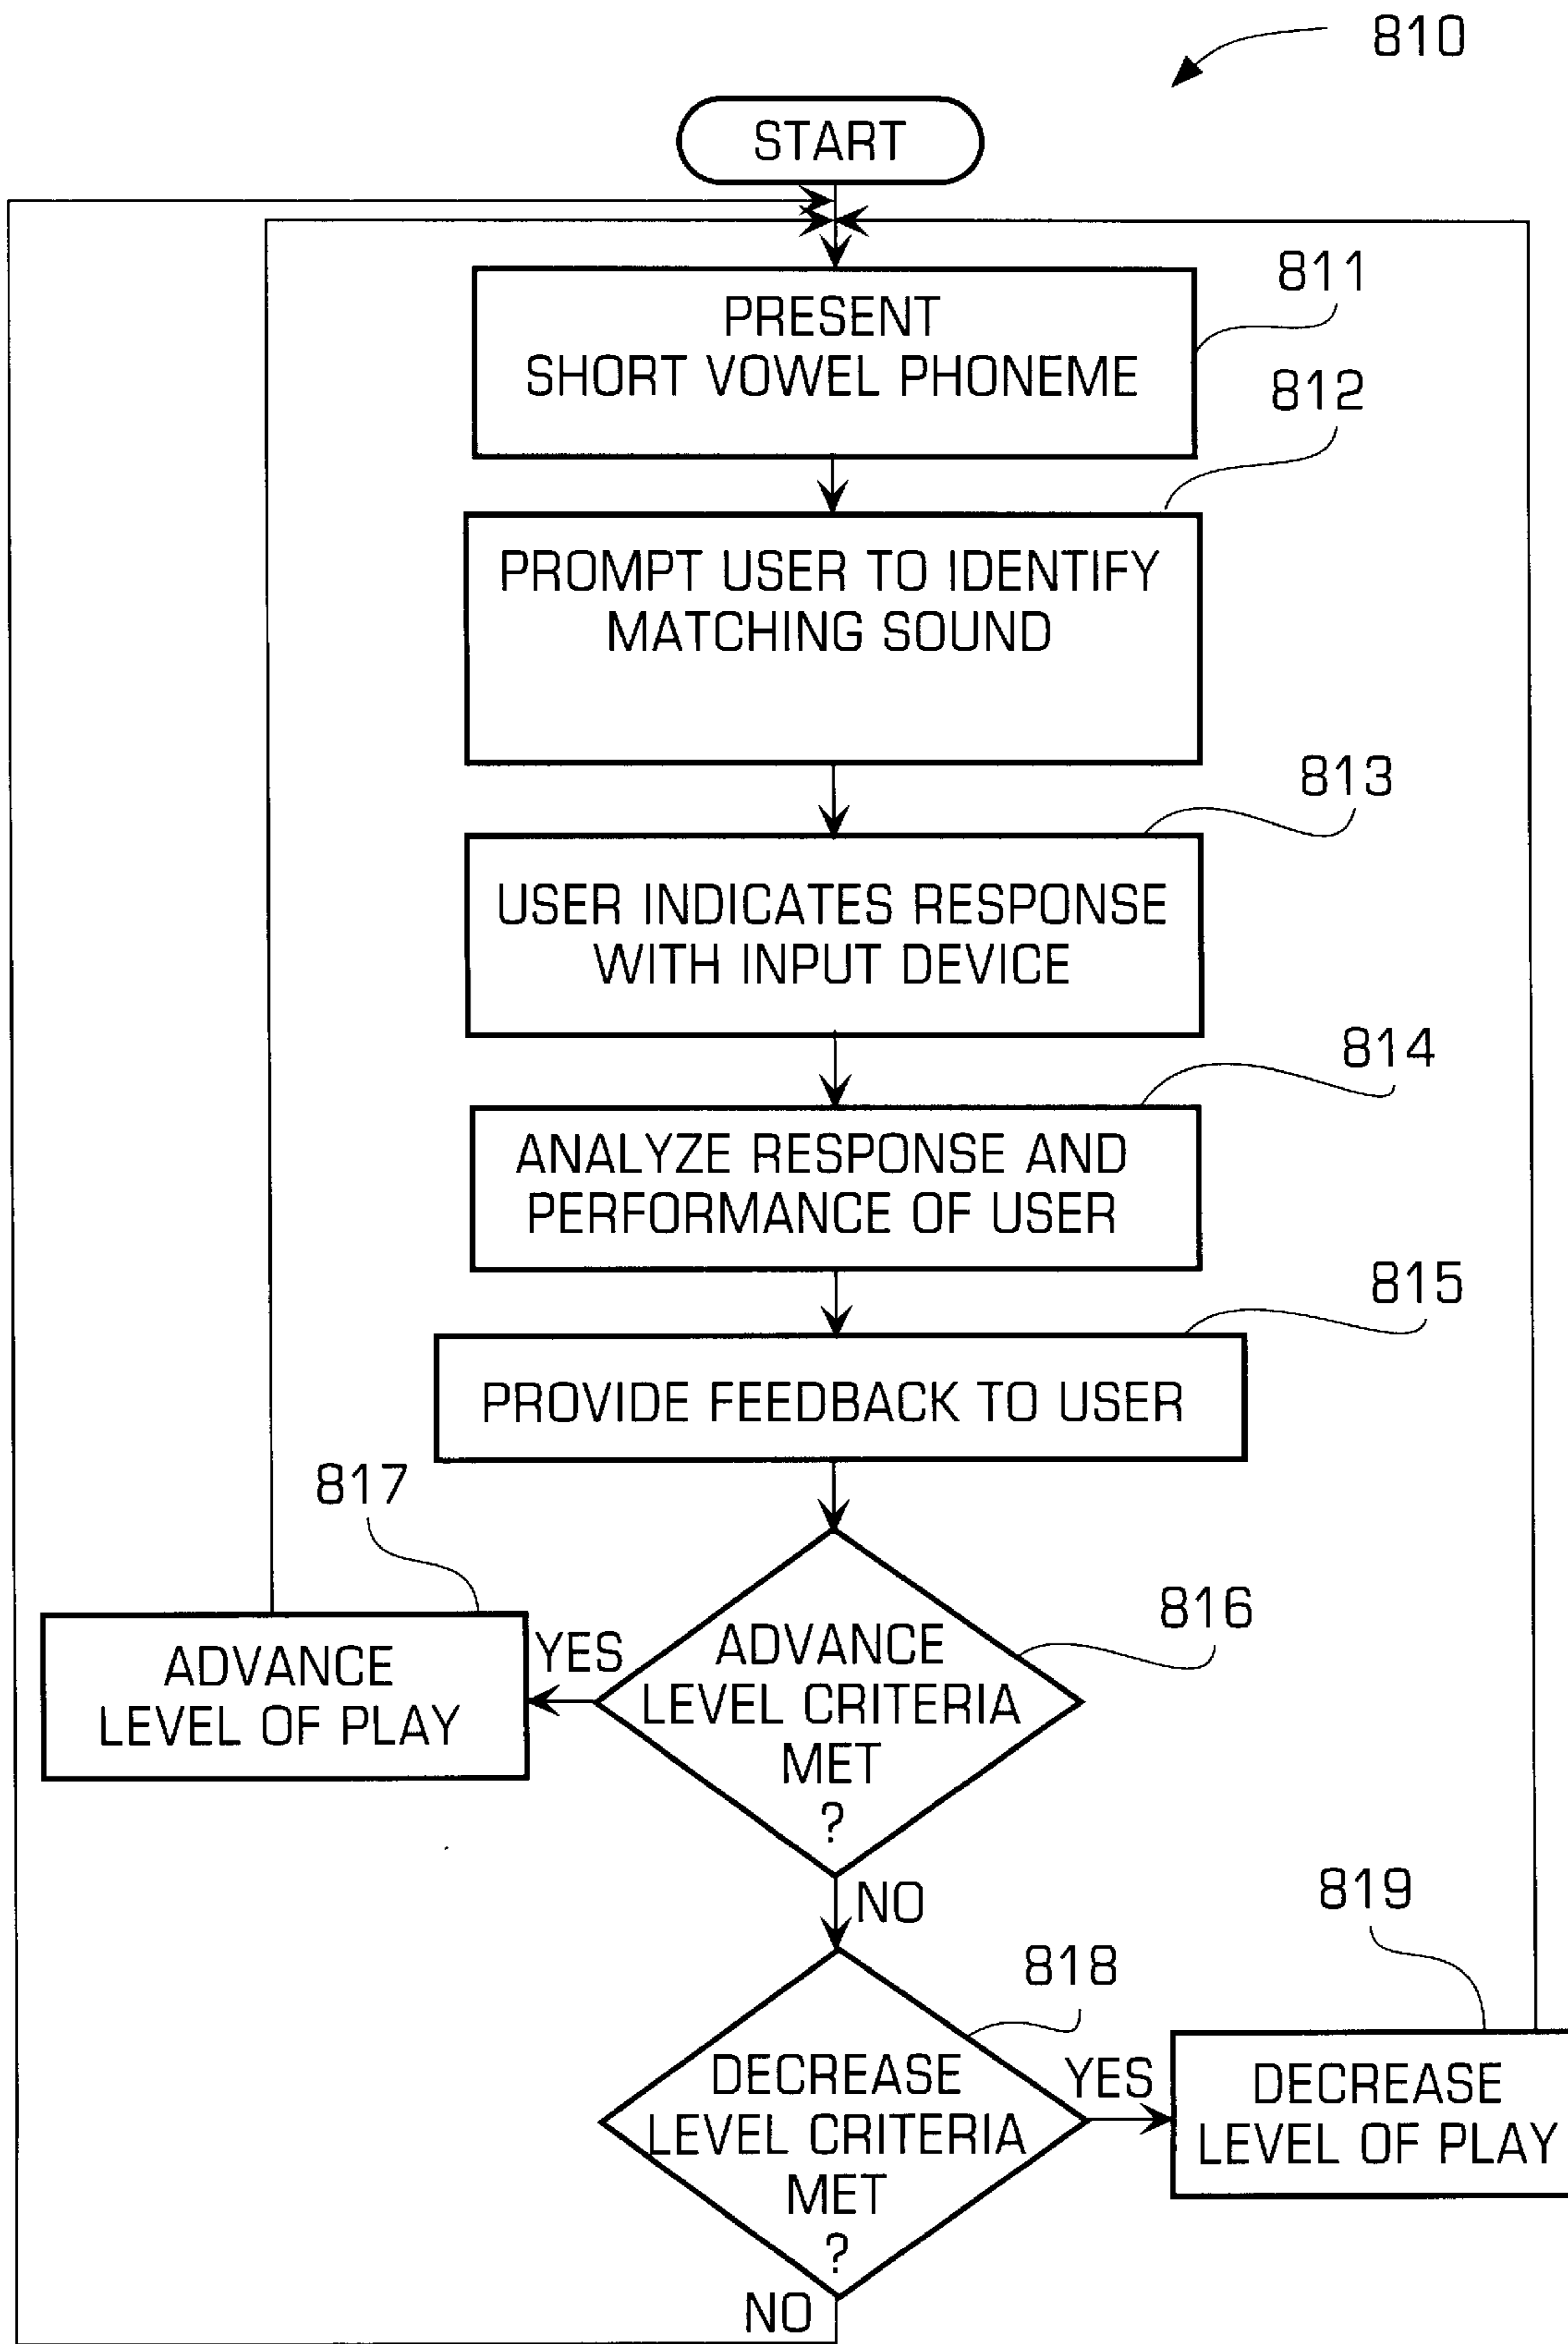 810
START
811
PRESENT
SHORT VOWEL PHONEME
812
PROMPT USER TO IDENTIFY
MATCHING SOUND
813
USER INDICATES RESPONSE
WITH INPUT DEVICE
814
ANALYZE RESPONSE AND
PERFORMANCE OF USER
815
PROVIDE FEEDBACK TO USER
817
816
ADVANCE
LEVEL OF PLAY
YES
ADVANCE
LEVEL CRITERIA
MET
?
NO
819
818
DECREASE
LEVEL CRITERIA
MET
?
YES
DECREASE
LEVEL OF PLAY
NO